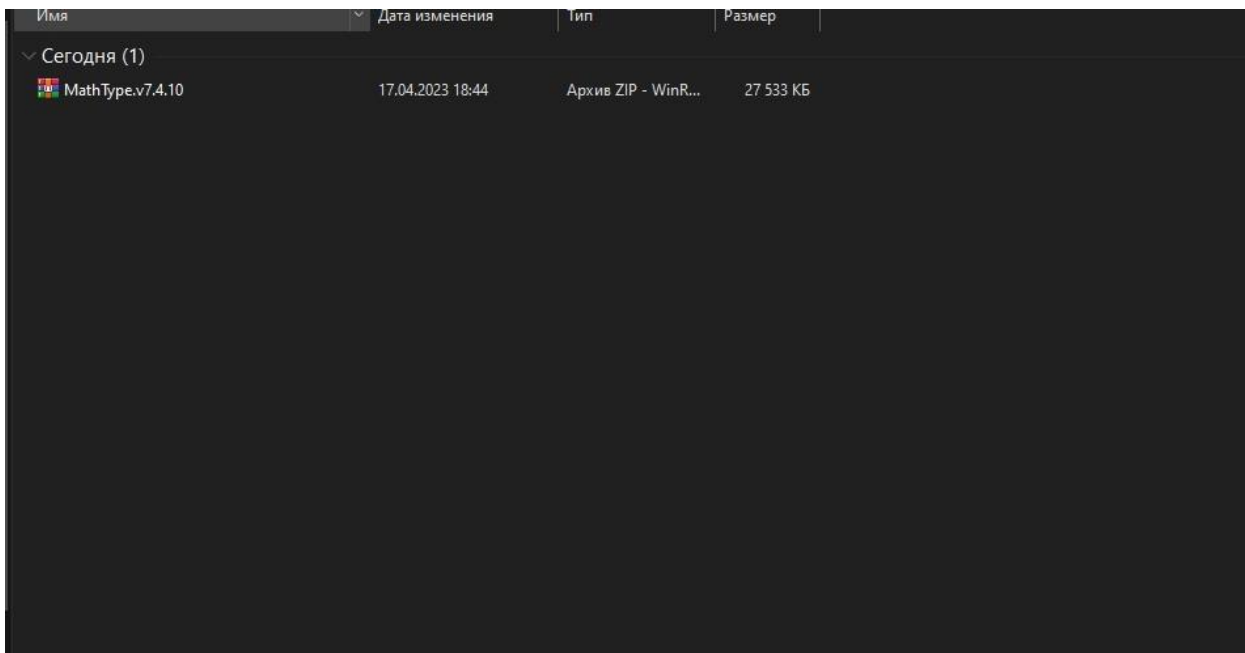 Имя Дата изменения Тип Размер
Сегодня (1)
MathType.v7.4.10 17.04.2023 18:44 Архив ZIP - WinR... 27 533 КБ